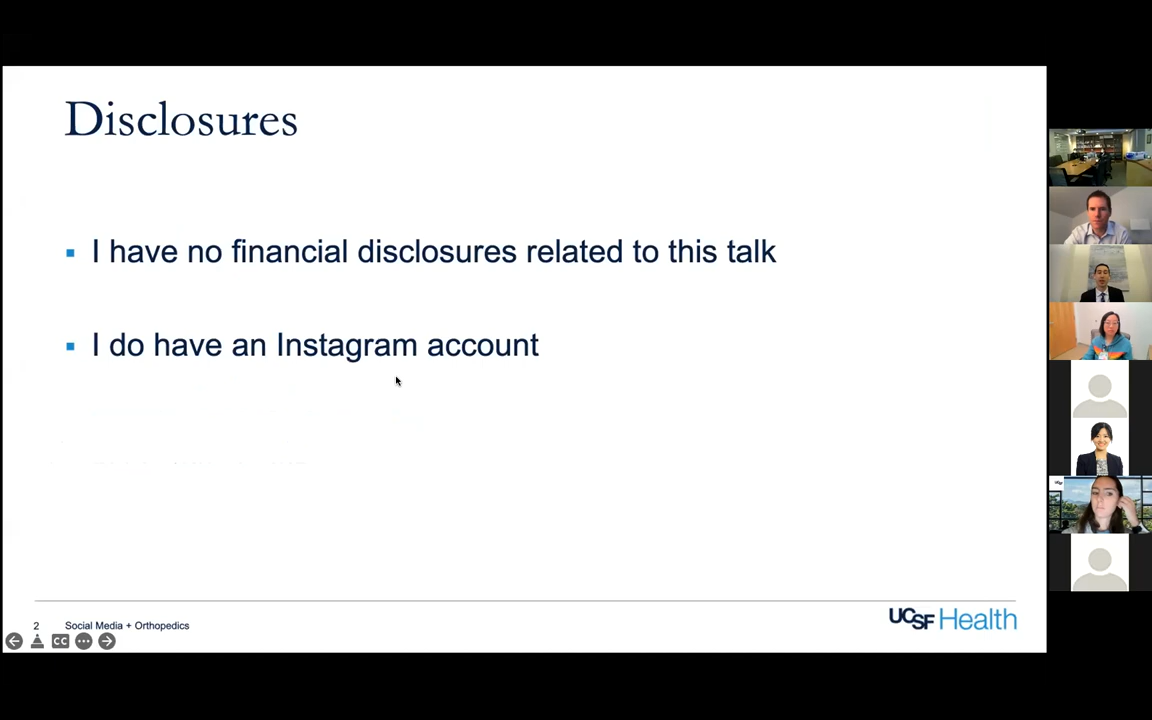 Disclosures
I have no financial disclosures related to this talk
I do have an Instagram account
2 Social Media + Orthopedics
UCSF Health
CC